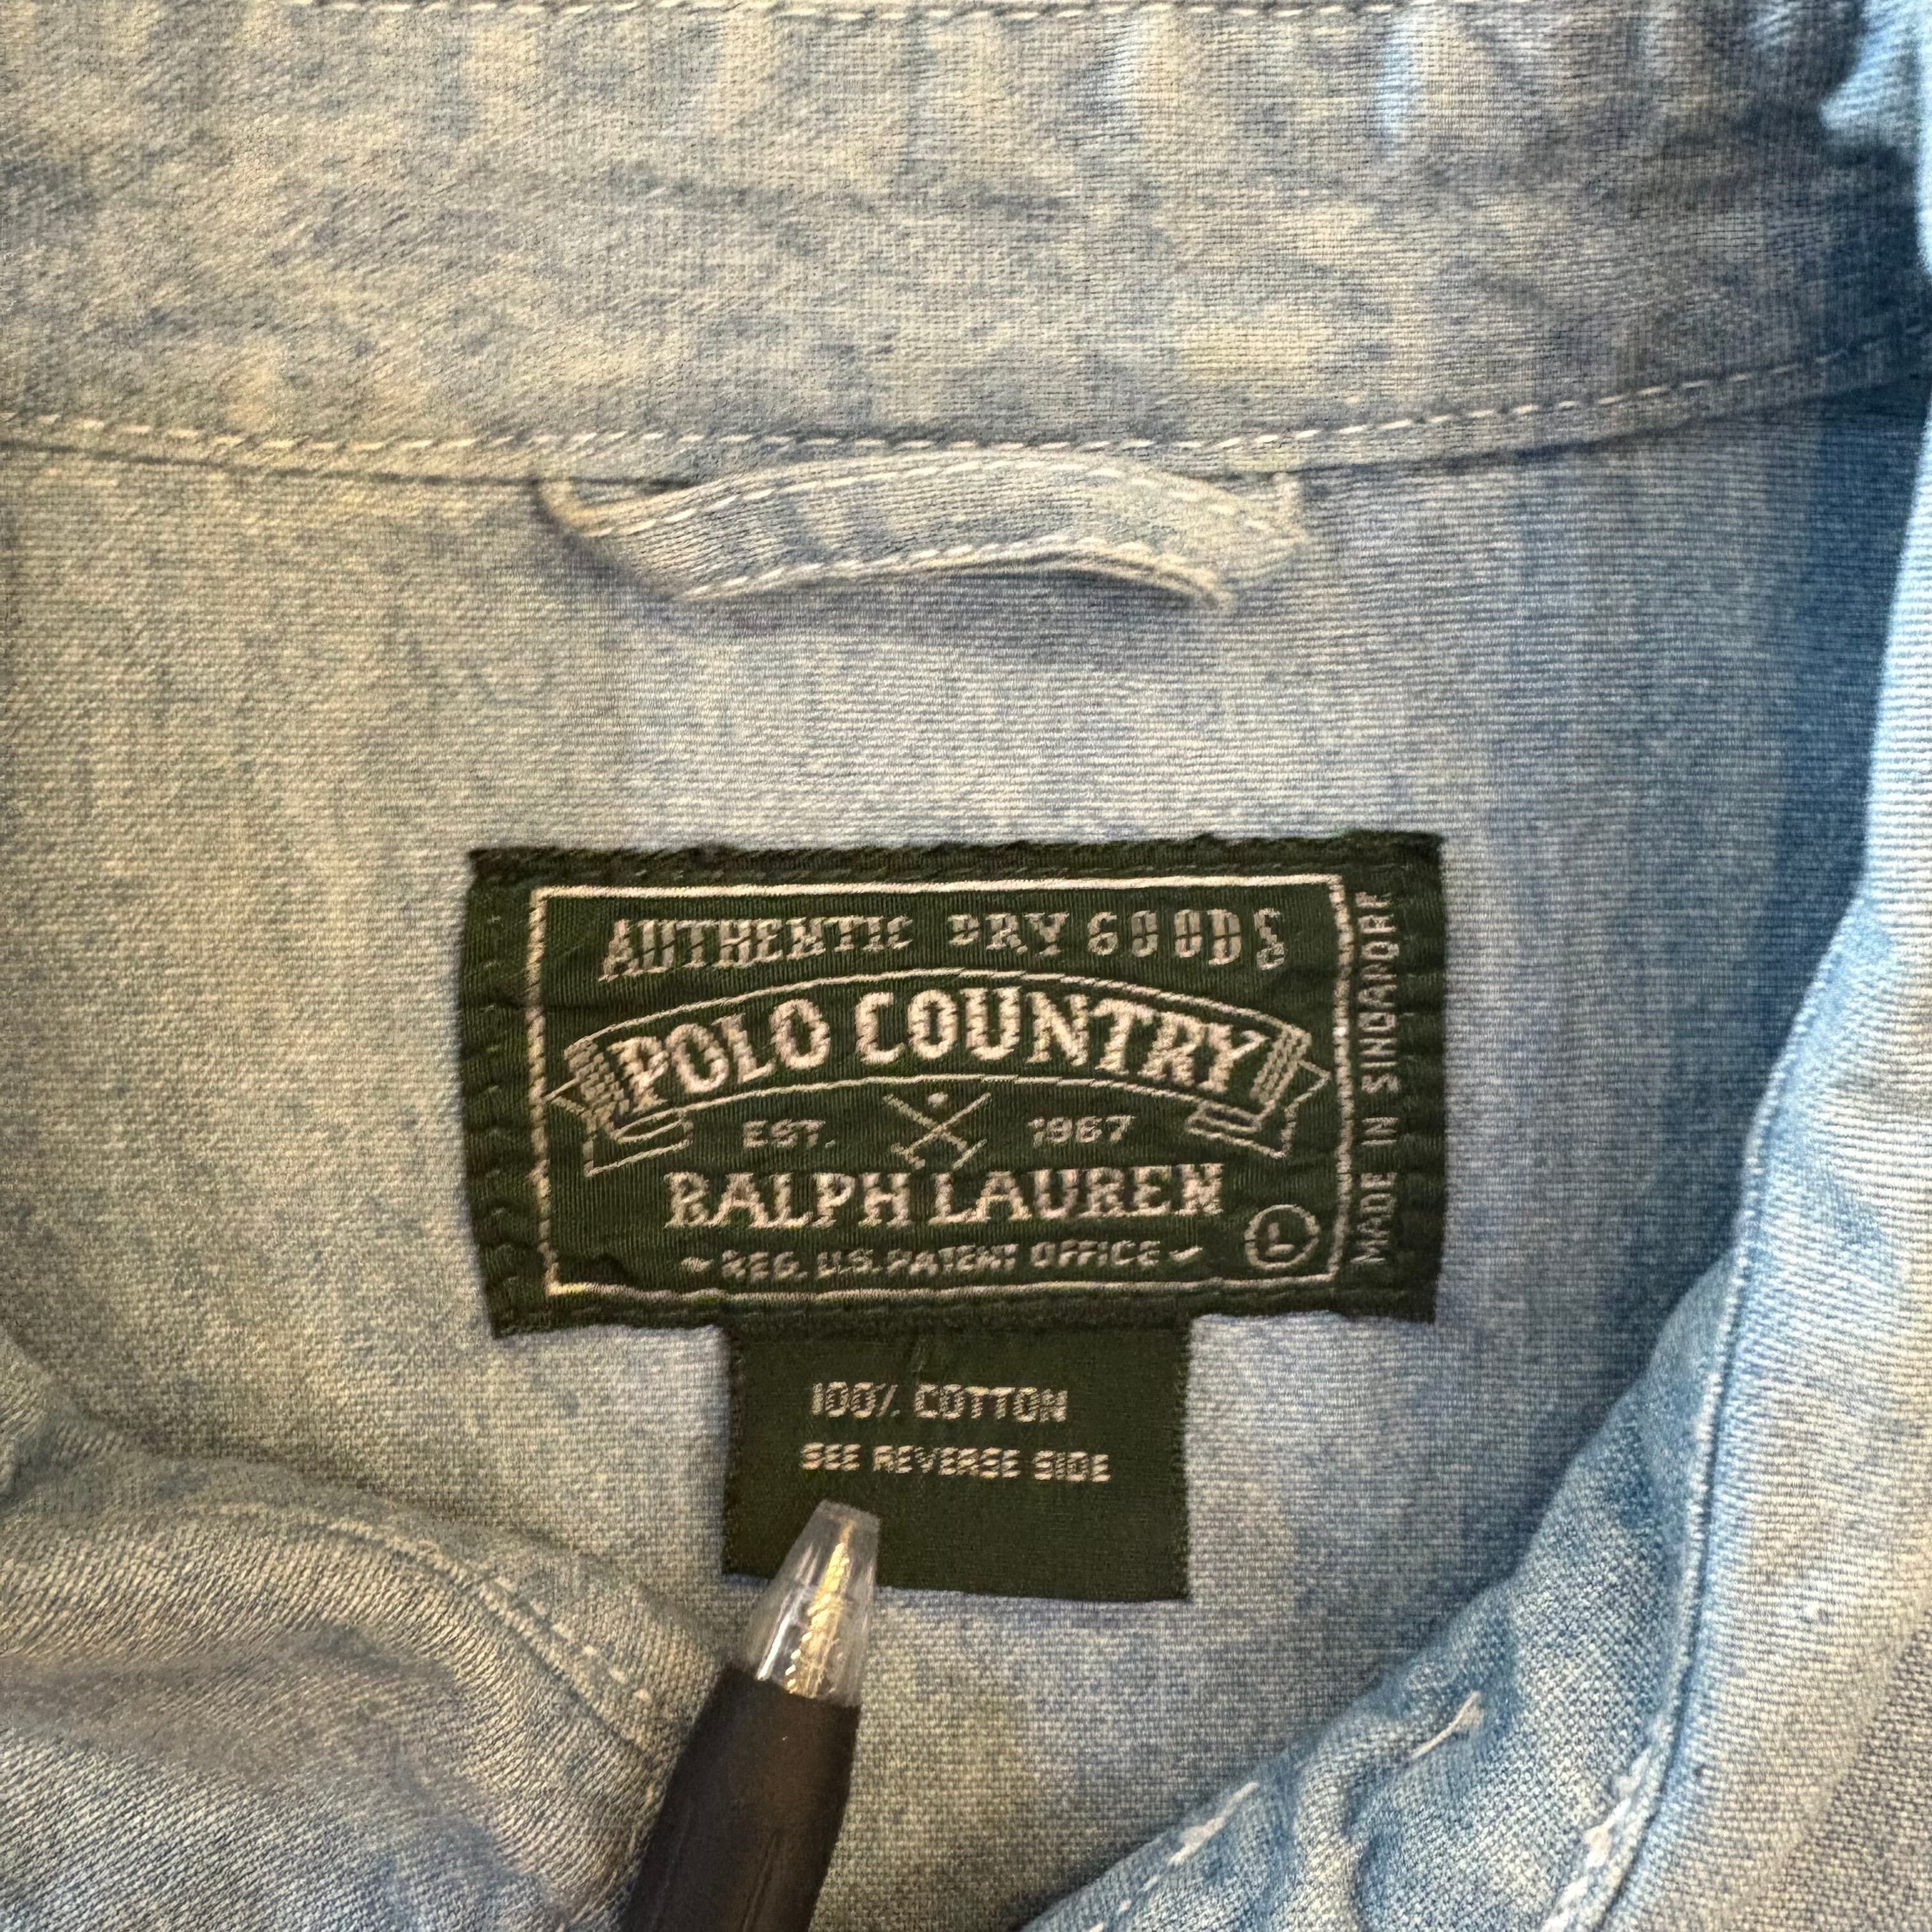 AUTHENTIC DRY GOODS
POLO COUNTRY
EST. 1967
RALPH LAUREN
REG. U.S. PATENT OFFICE
L
MADE IN SINGAPORE
100% COTTON
SEE REVERSE SIDE